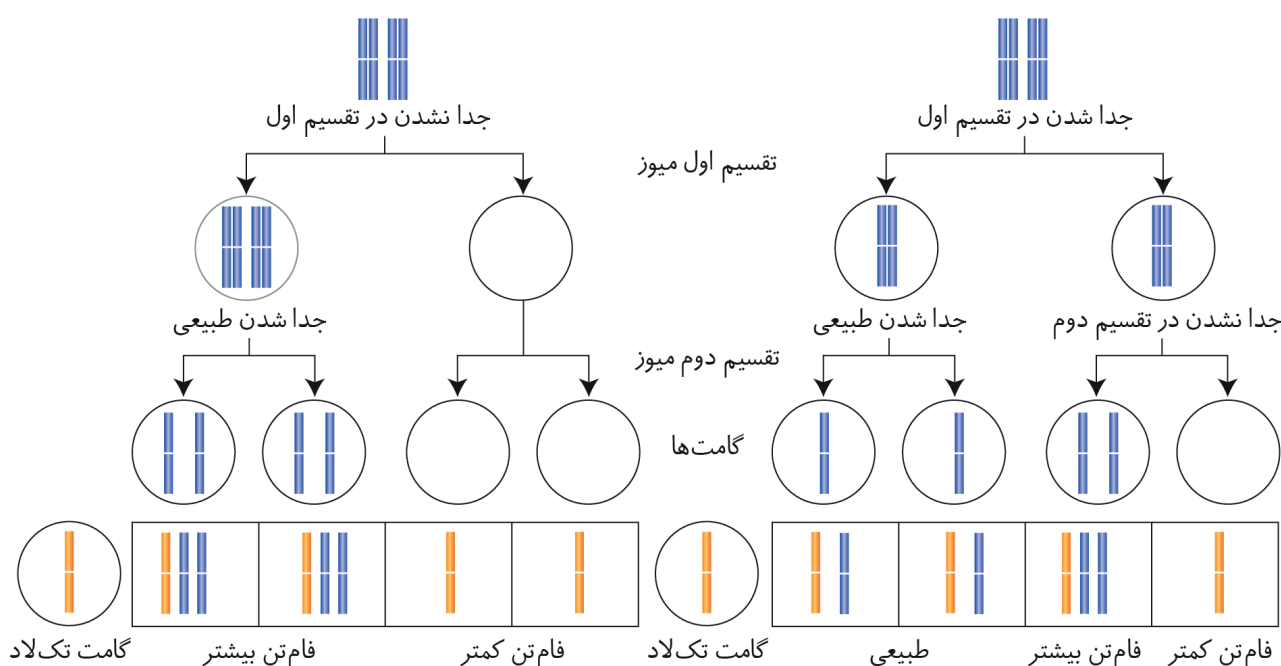 جدا شدن در تقسیم اول
جدا نشدن در تقسیم اول
تقسیم اول میوز
جدا نشدن در تقسیم دوم
جدا شدن طبیعی
جدا شدن طبیعی
تقسیم دوم میوز
گامت‌ها
فام‌تن کمتر
فام‌تن بیشتر
طبیعی
گامت تک‌لاد
فام‌تن کمتر
فام‌تن بیشتر
گامت تک‌لاد